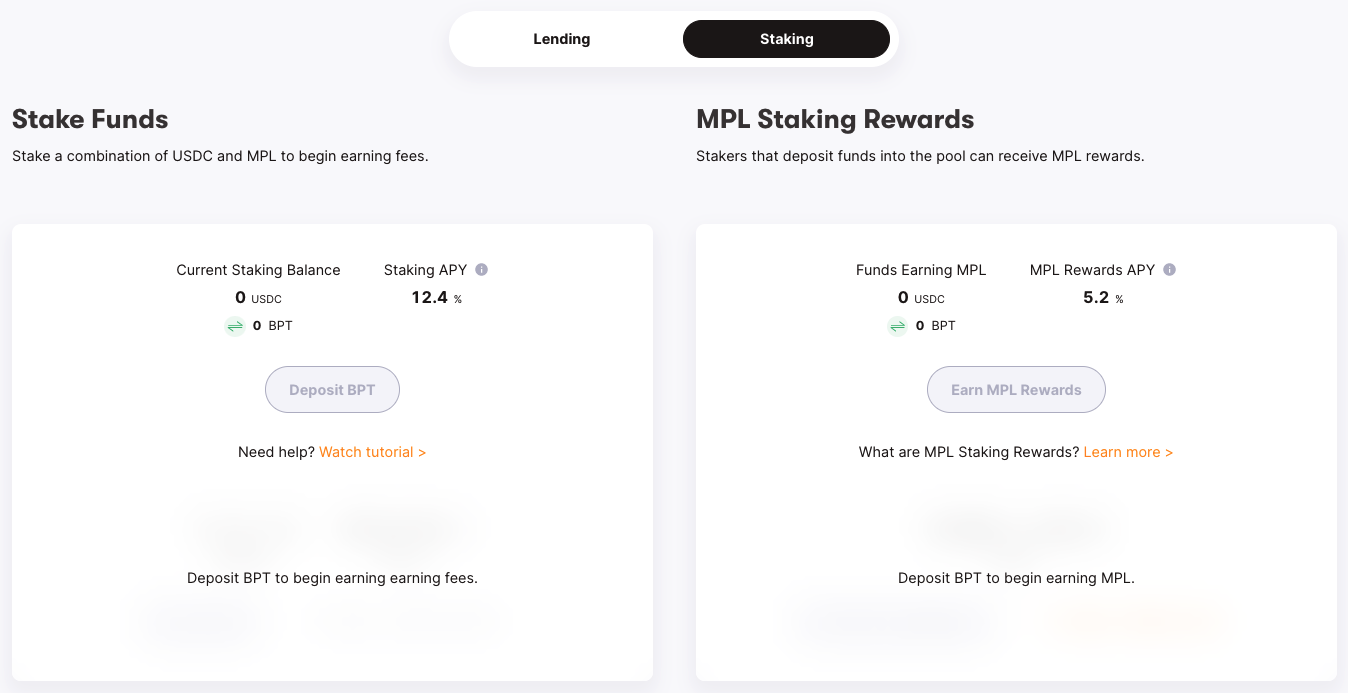 Lending
Staking
Stake Funds
Stake a combination of USDC and MPL to begin earning fees.
Current Staking Balance
Staking APY
0 USDC
12.4 %
0 BPT
Deposit BPT
Need help? Watch tutorial >
Deposit BPT to begin earning earning fees.
MPL Staking Rewards
Stakers that deposit funds into the pool can receive MPL rewards.
Funds Earning MPL
MPL Rewards APY
0 USDC
5.2 %
0 BPT
Earn MPL Rewards
What are MPL Staking Rewards? Learn more >
Deposit BPT to begin earning MPL.